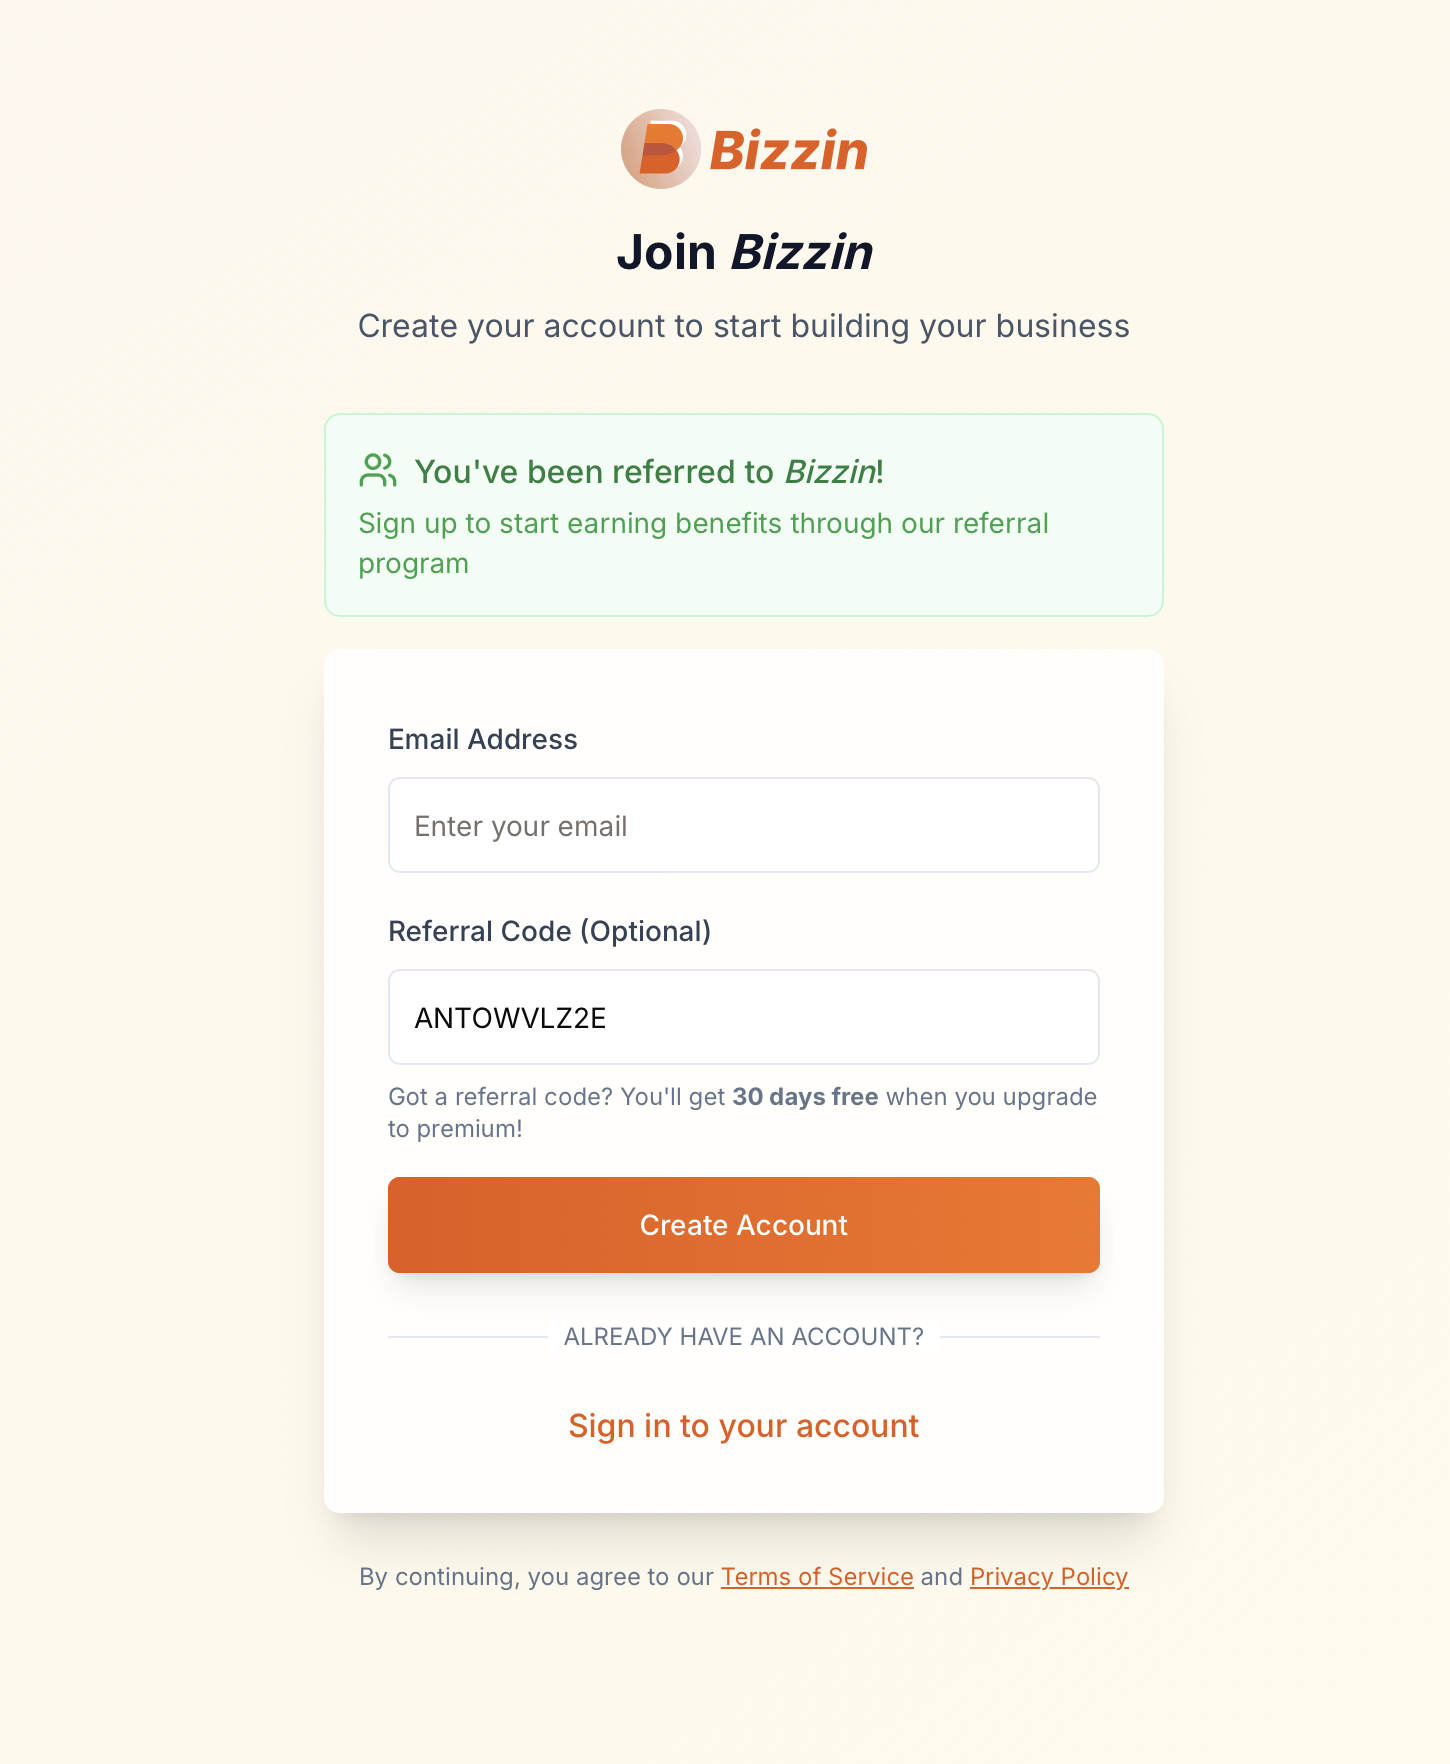 Bizzin
Join Bizzin
Create your account to start building your business
You've been referred to Bizzin!
Sign up to start earning benefits through our referral
program
Email Address
Enter your email
Referral Code (Optional)
ANTOWVLZ2E
Got a referral code? You'll get 30 days free when you upgrade
to premium!
Create Account
ALREADY HAVE AN ACCOUNT?
Sign in to your account
By continuing, you agree to our Terms of Service and Privacy Policy